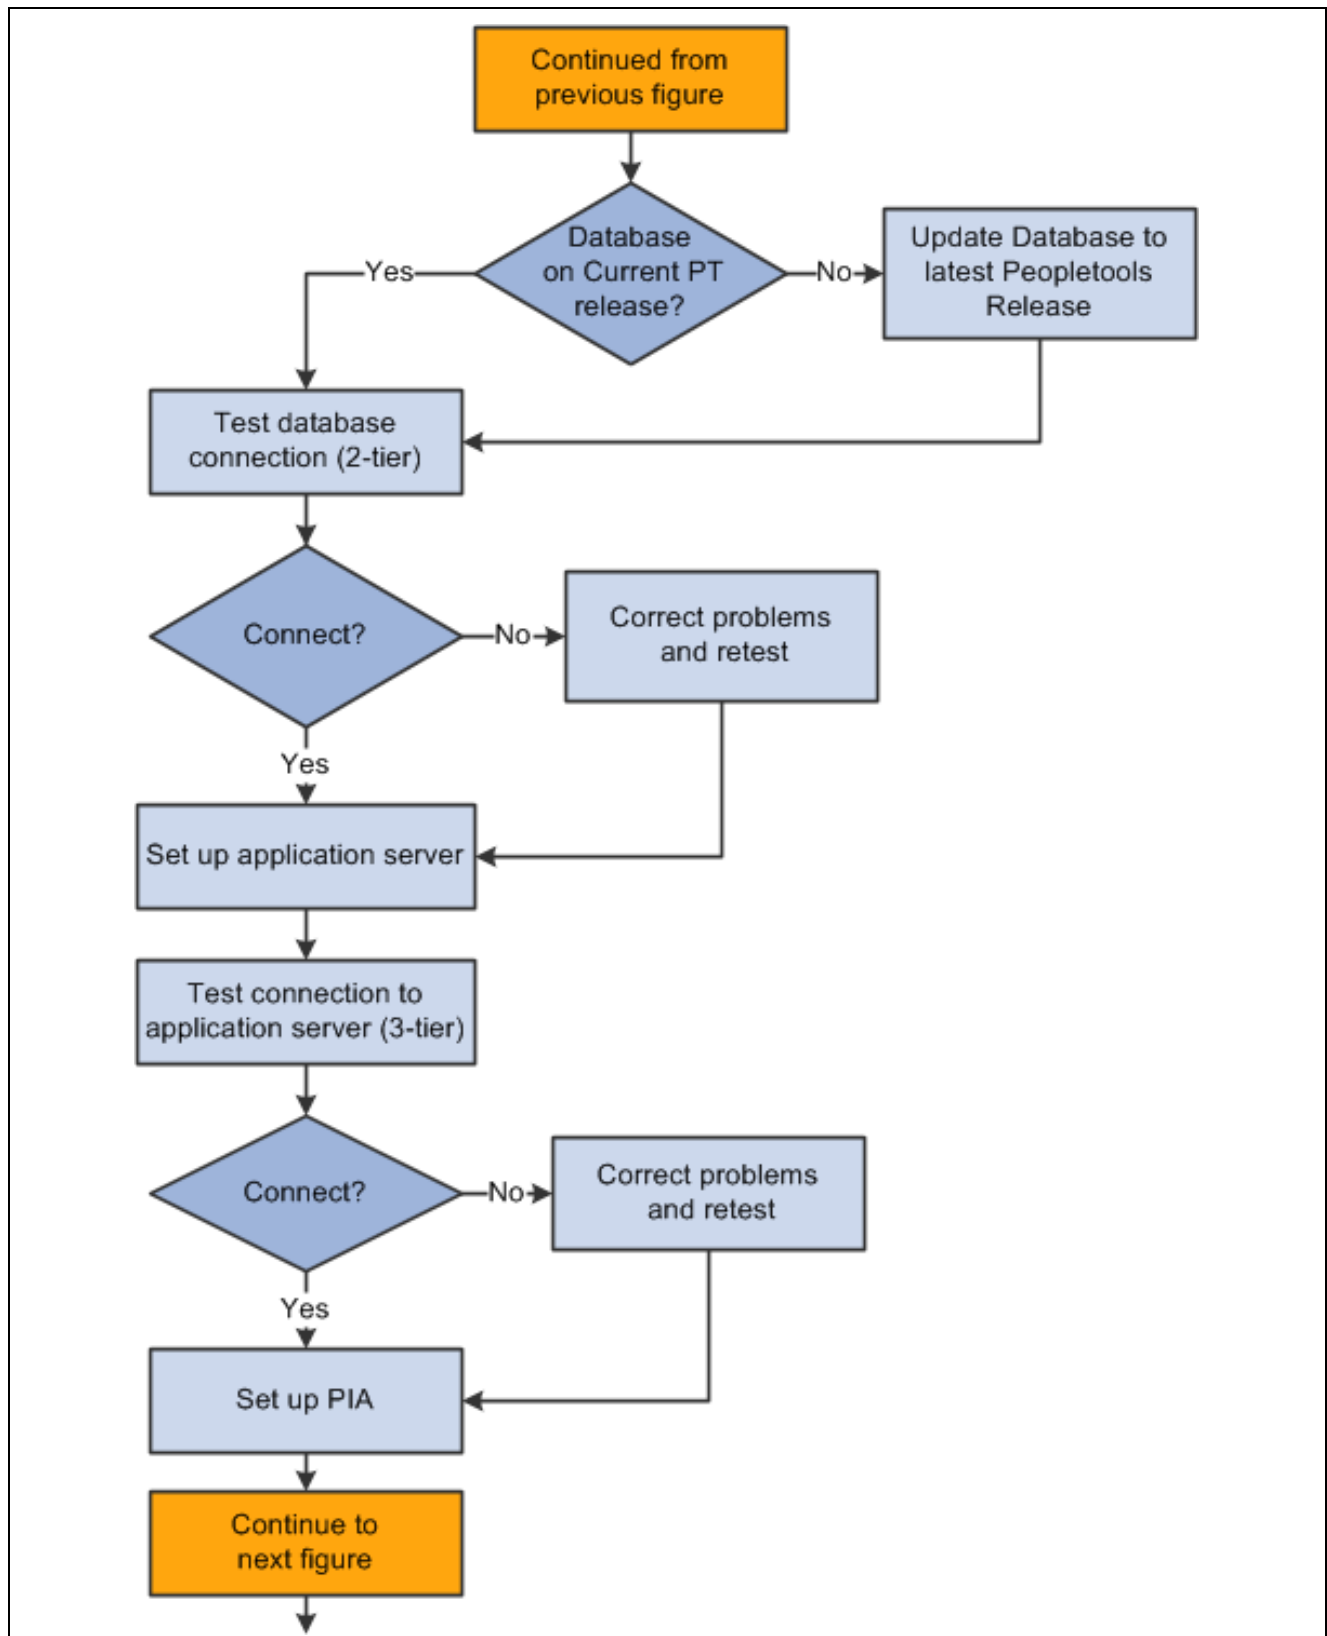 Continued from
previous figure
Database
on Current PT
release?
Yes
No
Update Database to
latest Peopletools
Release
Test database
connection (2-tier)
Connect?
No
Correct problems
and retest
Yes
Set up application server
Test connection to
application server (3-tier)
Connect?
No
Correct problems
and retest
Yes
Set up PIA
Continue to
next figure